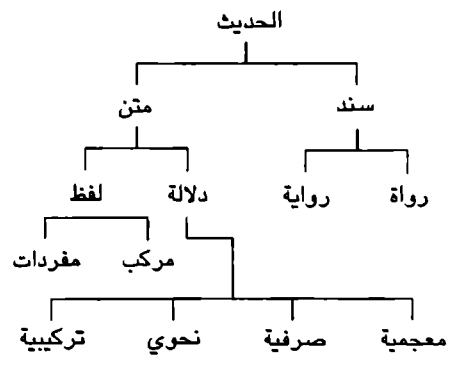 الحديث
سند متن
رواة رواية دلالة لفظ
مركب مفردات
معجمية صرفية نحوي تركيبية